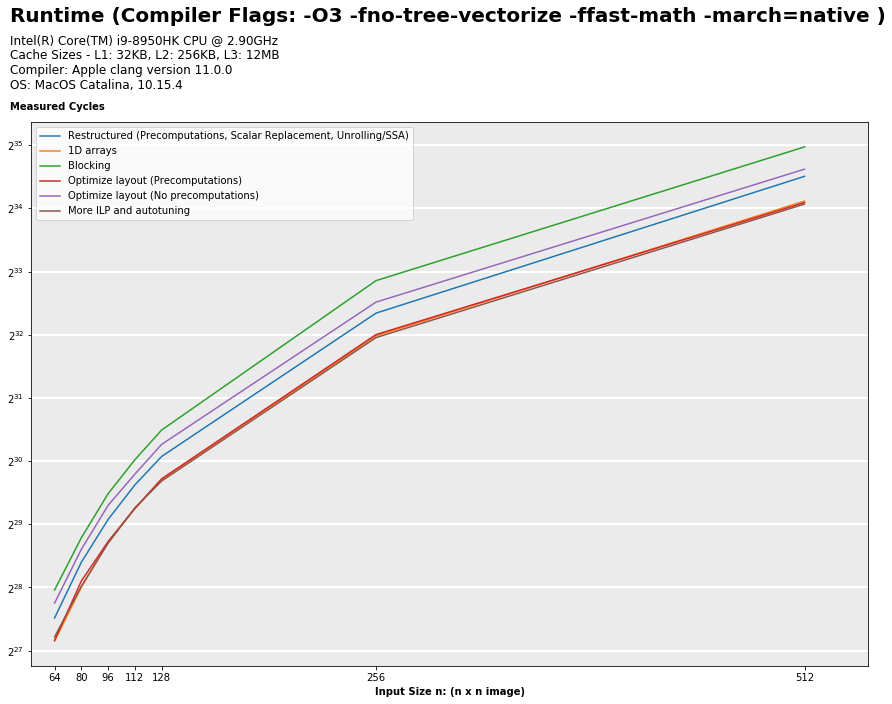 Runtime (Compiler Flags: -O3 -fno-tree-vectorize -ffast-math -march=native )
Intel(R) Core(TM) i9-8950HK CPU @ 2.90GHz
Cache Sizes - L1: 32KB, L2: 256KB, L3: 12MB
Compiler: Apple clang version 11.0.0
OS: MacOS Catalina, 10.15.4
Measured Cycles
Restructured (Precomputations, Scalar Replacement, Unrolling/SSA)
1D arrays
Blocking
Optimize layout (Precomputations)
Optimize layout (No precomputations)
More ILP and autotuning
2^35
2^34
2^33
2^32
2^31
2^30
2^29
2^28
2^27
64 80 96 112 128 256 512
Input Size n: (n x n image)